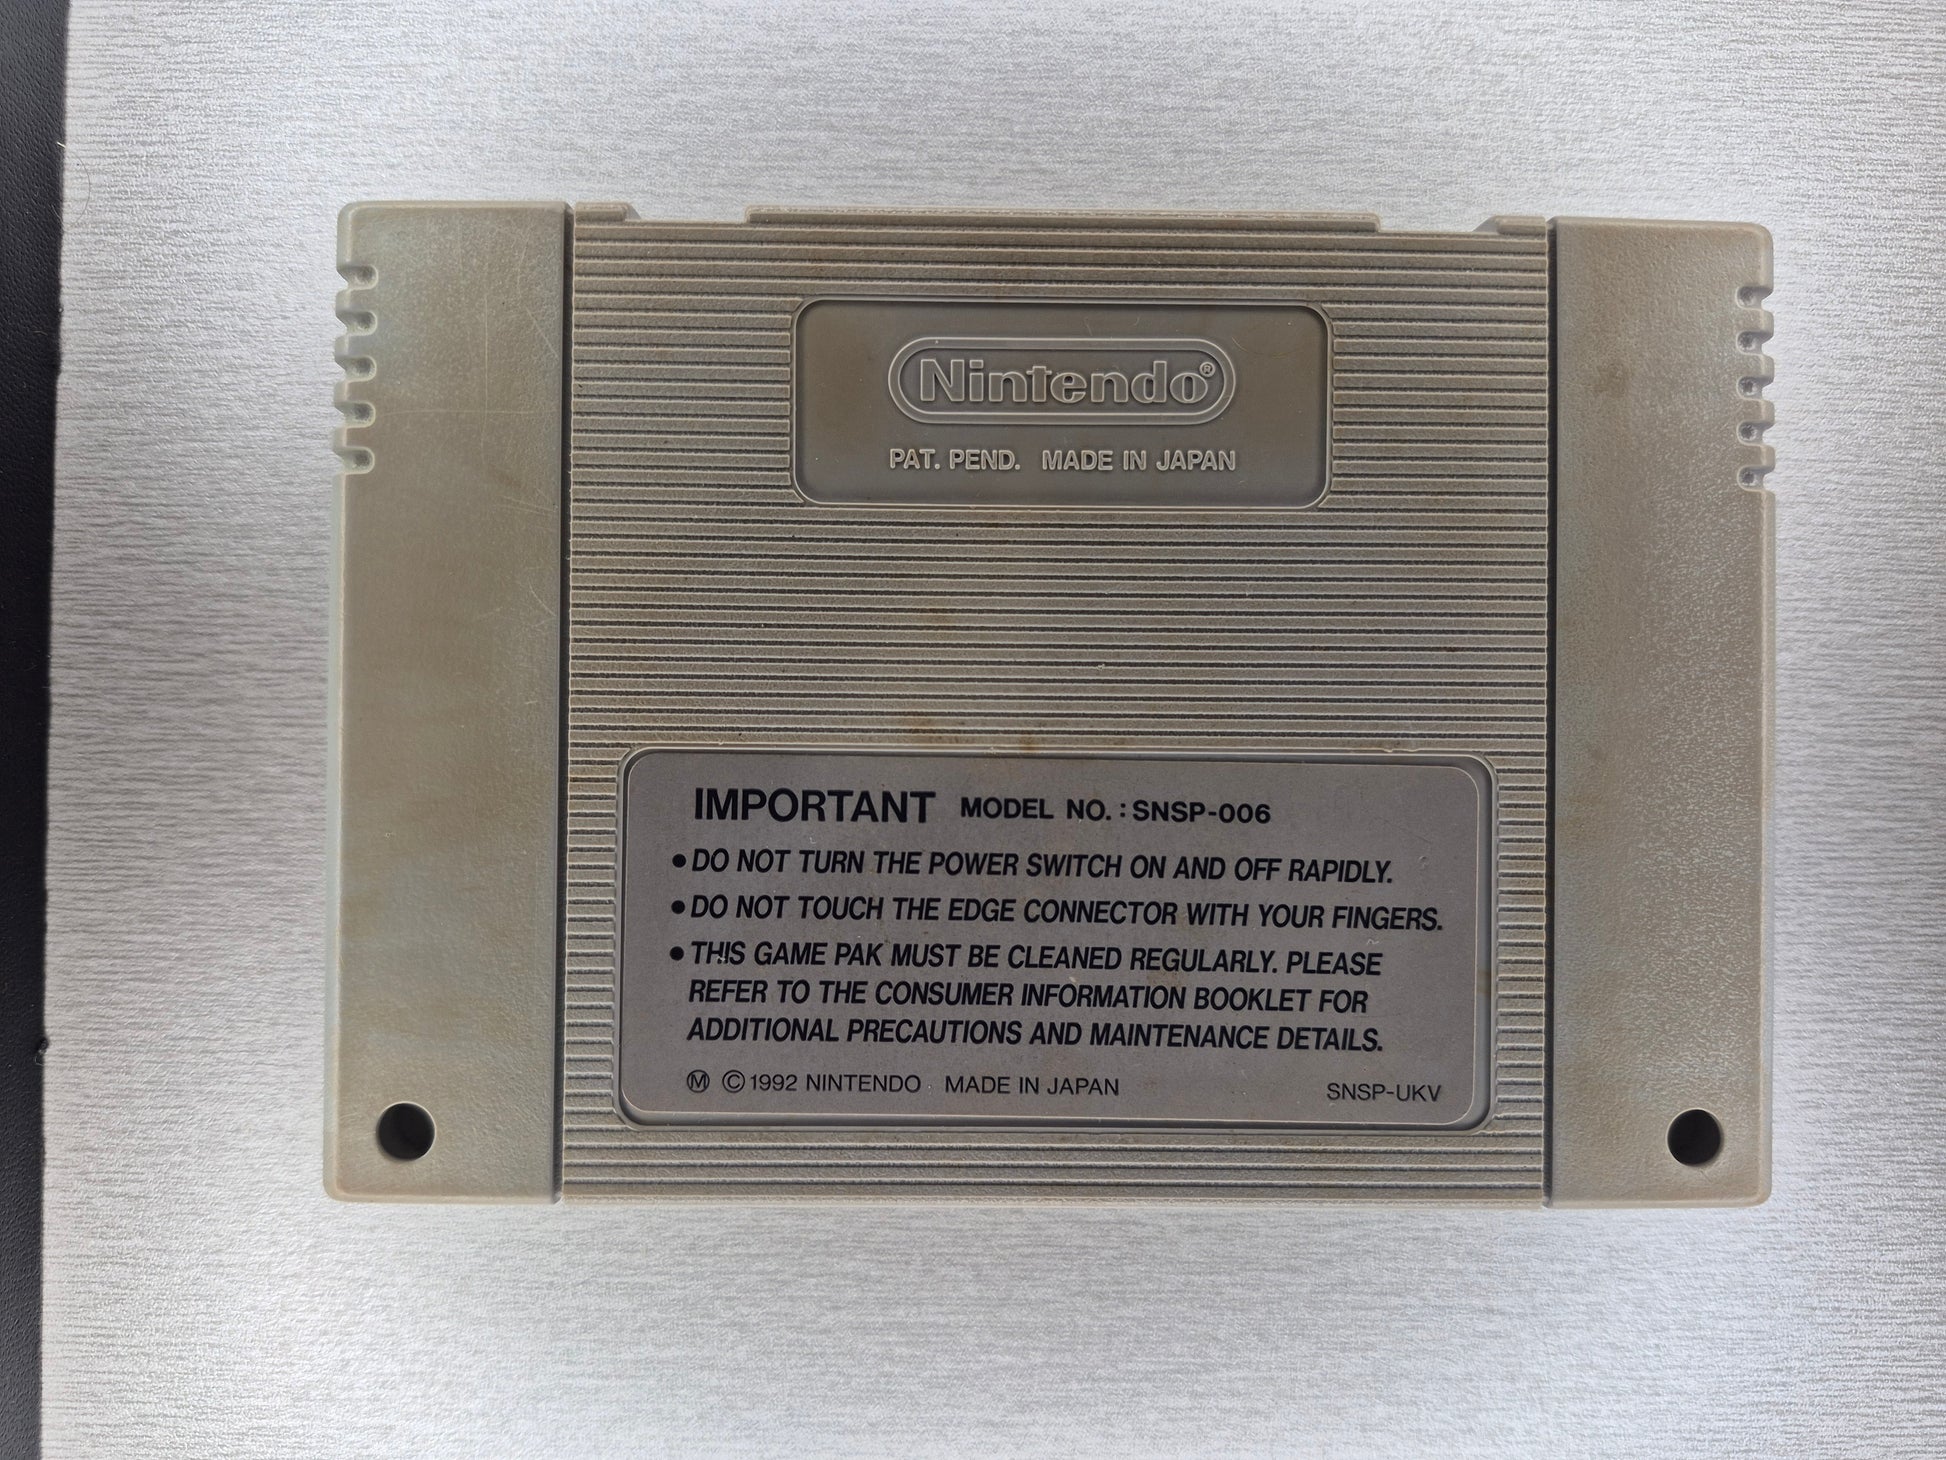 Nintendo®
PAT. PEND. MADE IN JAPAN
IMPORTANT MODEL NO.: SNSP-006
• DO NOT TURN THE POWER SWITCH ON AND OFF RAPIDLY.
• DO NOT TOUCH THE EDGE CONNECTOR WITH YOUR FINGERS.
• THIS GAME PAK MUST BE CLEANED REGULARLY. PLEASE
REFER TO THE CONSUMER INFORMATION BOOKLET FOR
ADDITIONAL PRECAUTIONS AND MAINTENANCE DETAILS.
Ⓜ © 1992 NINTENDO MADE IN JAPAN SNSP-UKV